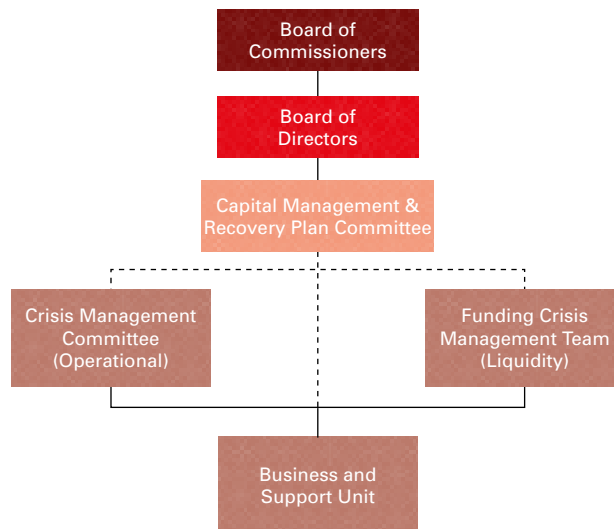 Board of
Commissioners
Board of
Directors
Capital Management &
Recovery Plan Committee
Crisis Management
Committee
(Operational)
Funding Crisis
Management Team
(Liquidity)
Business and
Support Unit